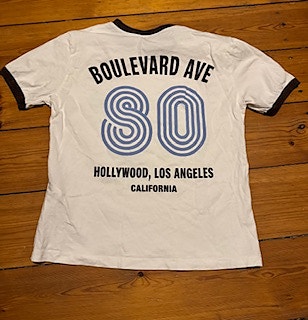 BOULEVARD AVE
80
HOLLYWOOD, LOS ANGELES
CALIFORNIA